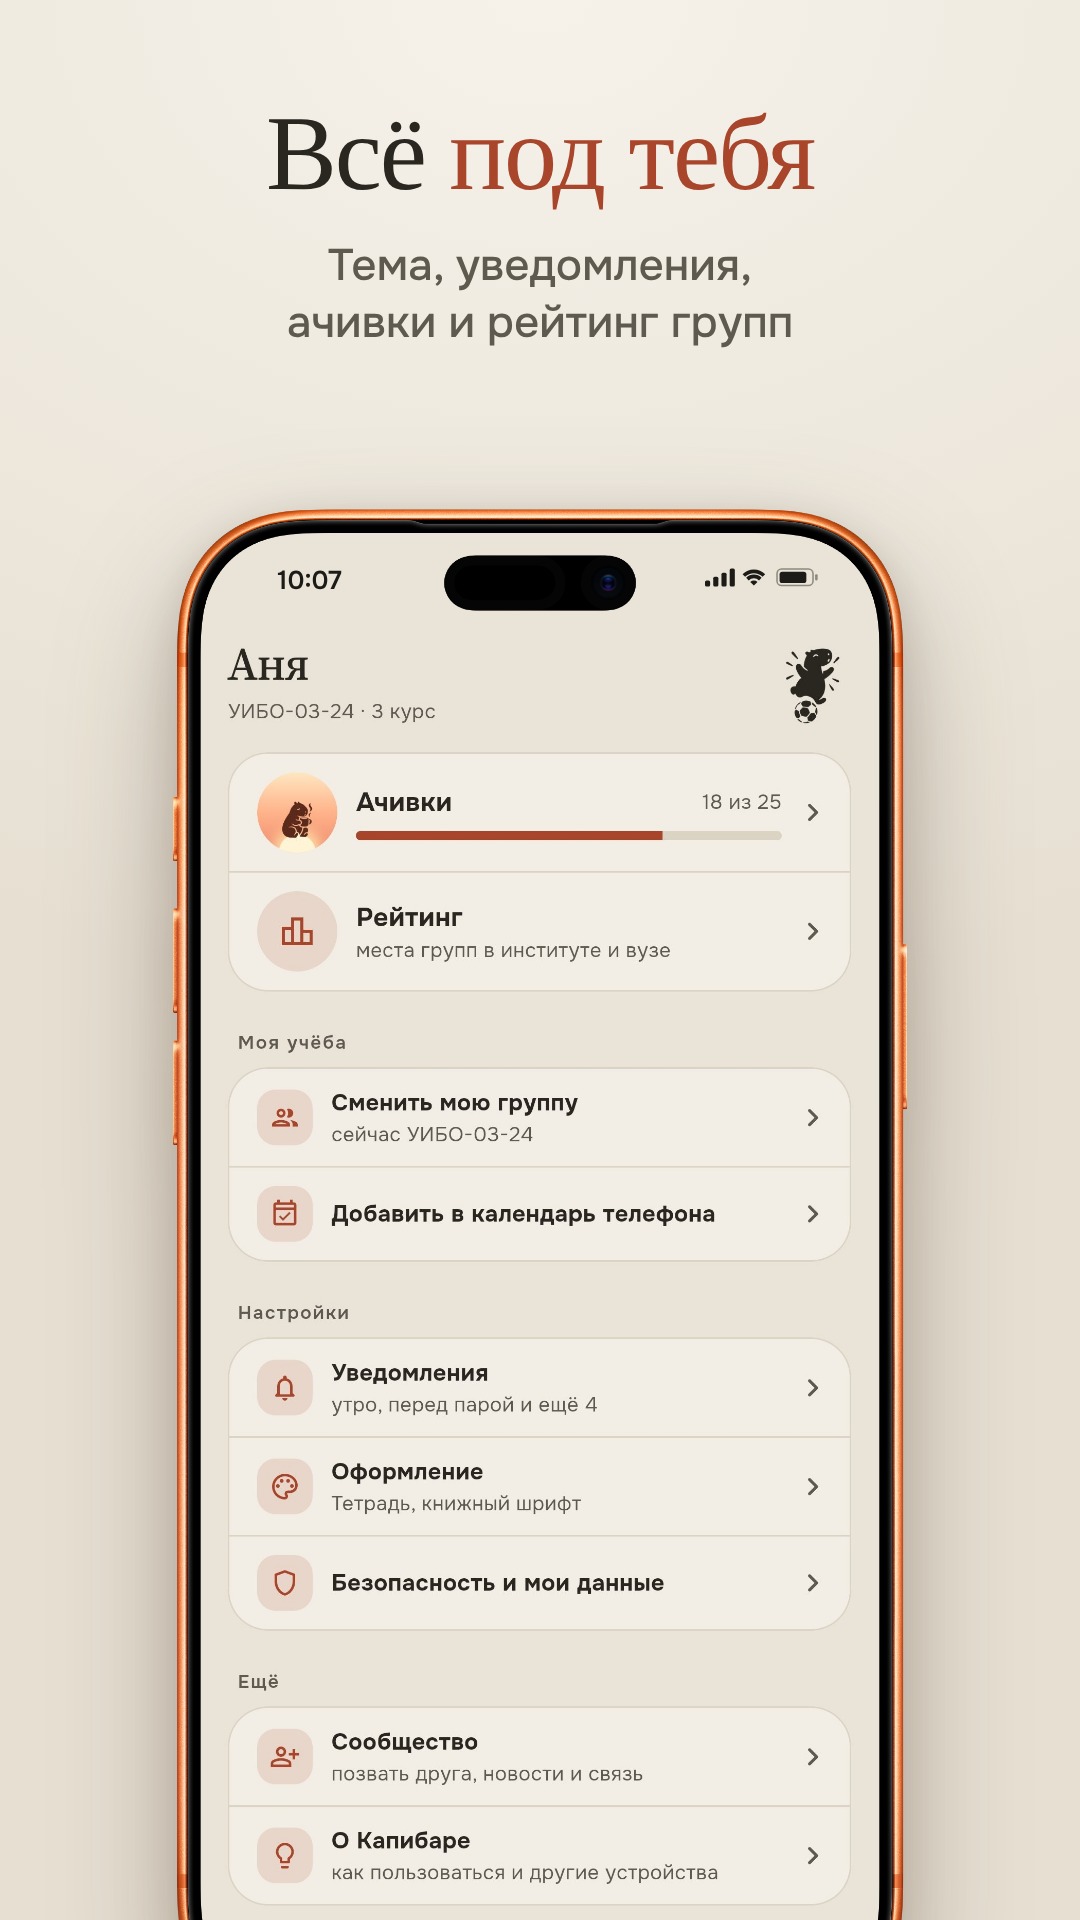 Всё под тебя
Тема, уведомления,
ачивки и рейтинг групп
10:07
Аня
УИБО-03-24 · 3 курс
Ачивки
18 из 25
Рейтинг
места групп в институте и вузе
Моя учёба
Сменить мою группу
сейчас УИБО-03-24
Добавить в календарь телефона
Настройки
Уведомления
утро, перед парой и ещё 4
Оформление
Тетрадь, книжный шрифт
Безопасность и мои данные
Ещё
Сообщество
позвать друга, новости и связь
О Капибаре
как пользоваться и другие устройства